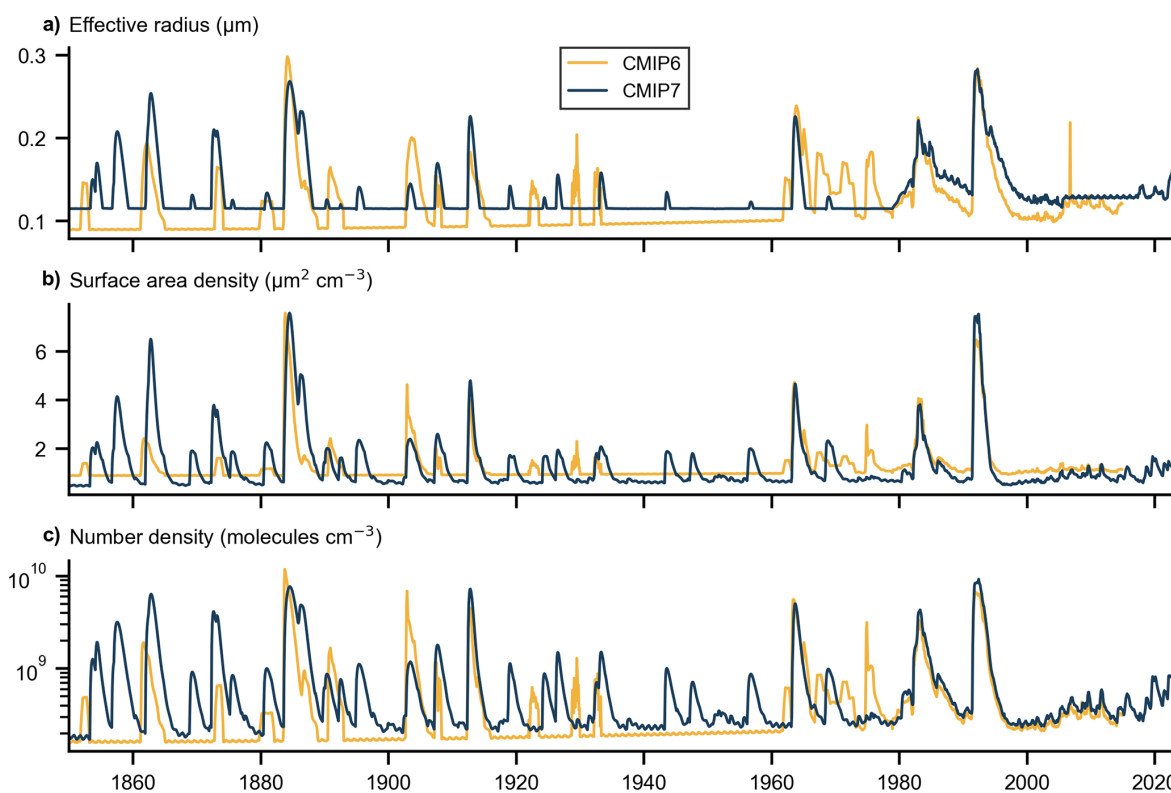 a) Effective radius (µm)
CMIP6
CMIP7
0.3
0.2
0.1
b) Surface area density (µm² cm⁻³)
6
4
2
c) Number density (molecules cm⁻³)
10¹⁰
10⁹
1860 1880 1900 1920 1940 1960 1980 2000 2020